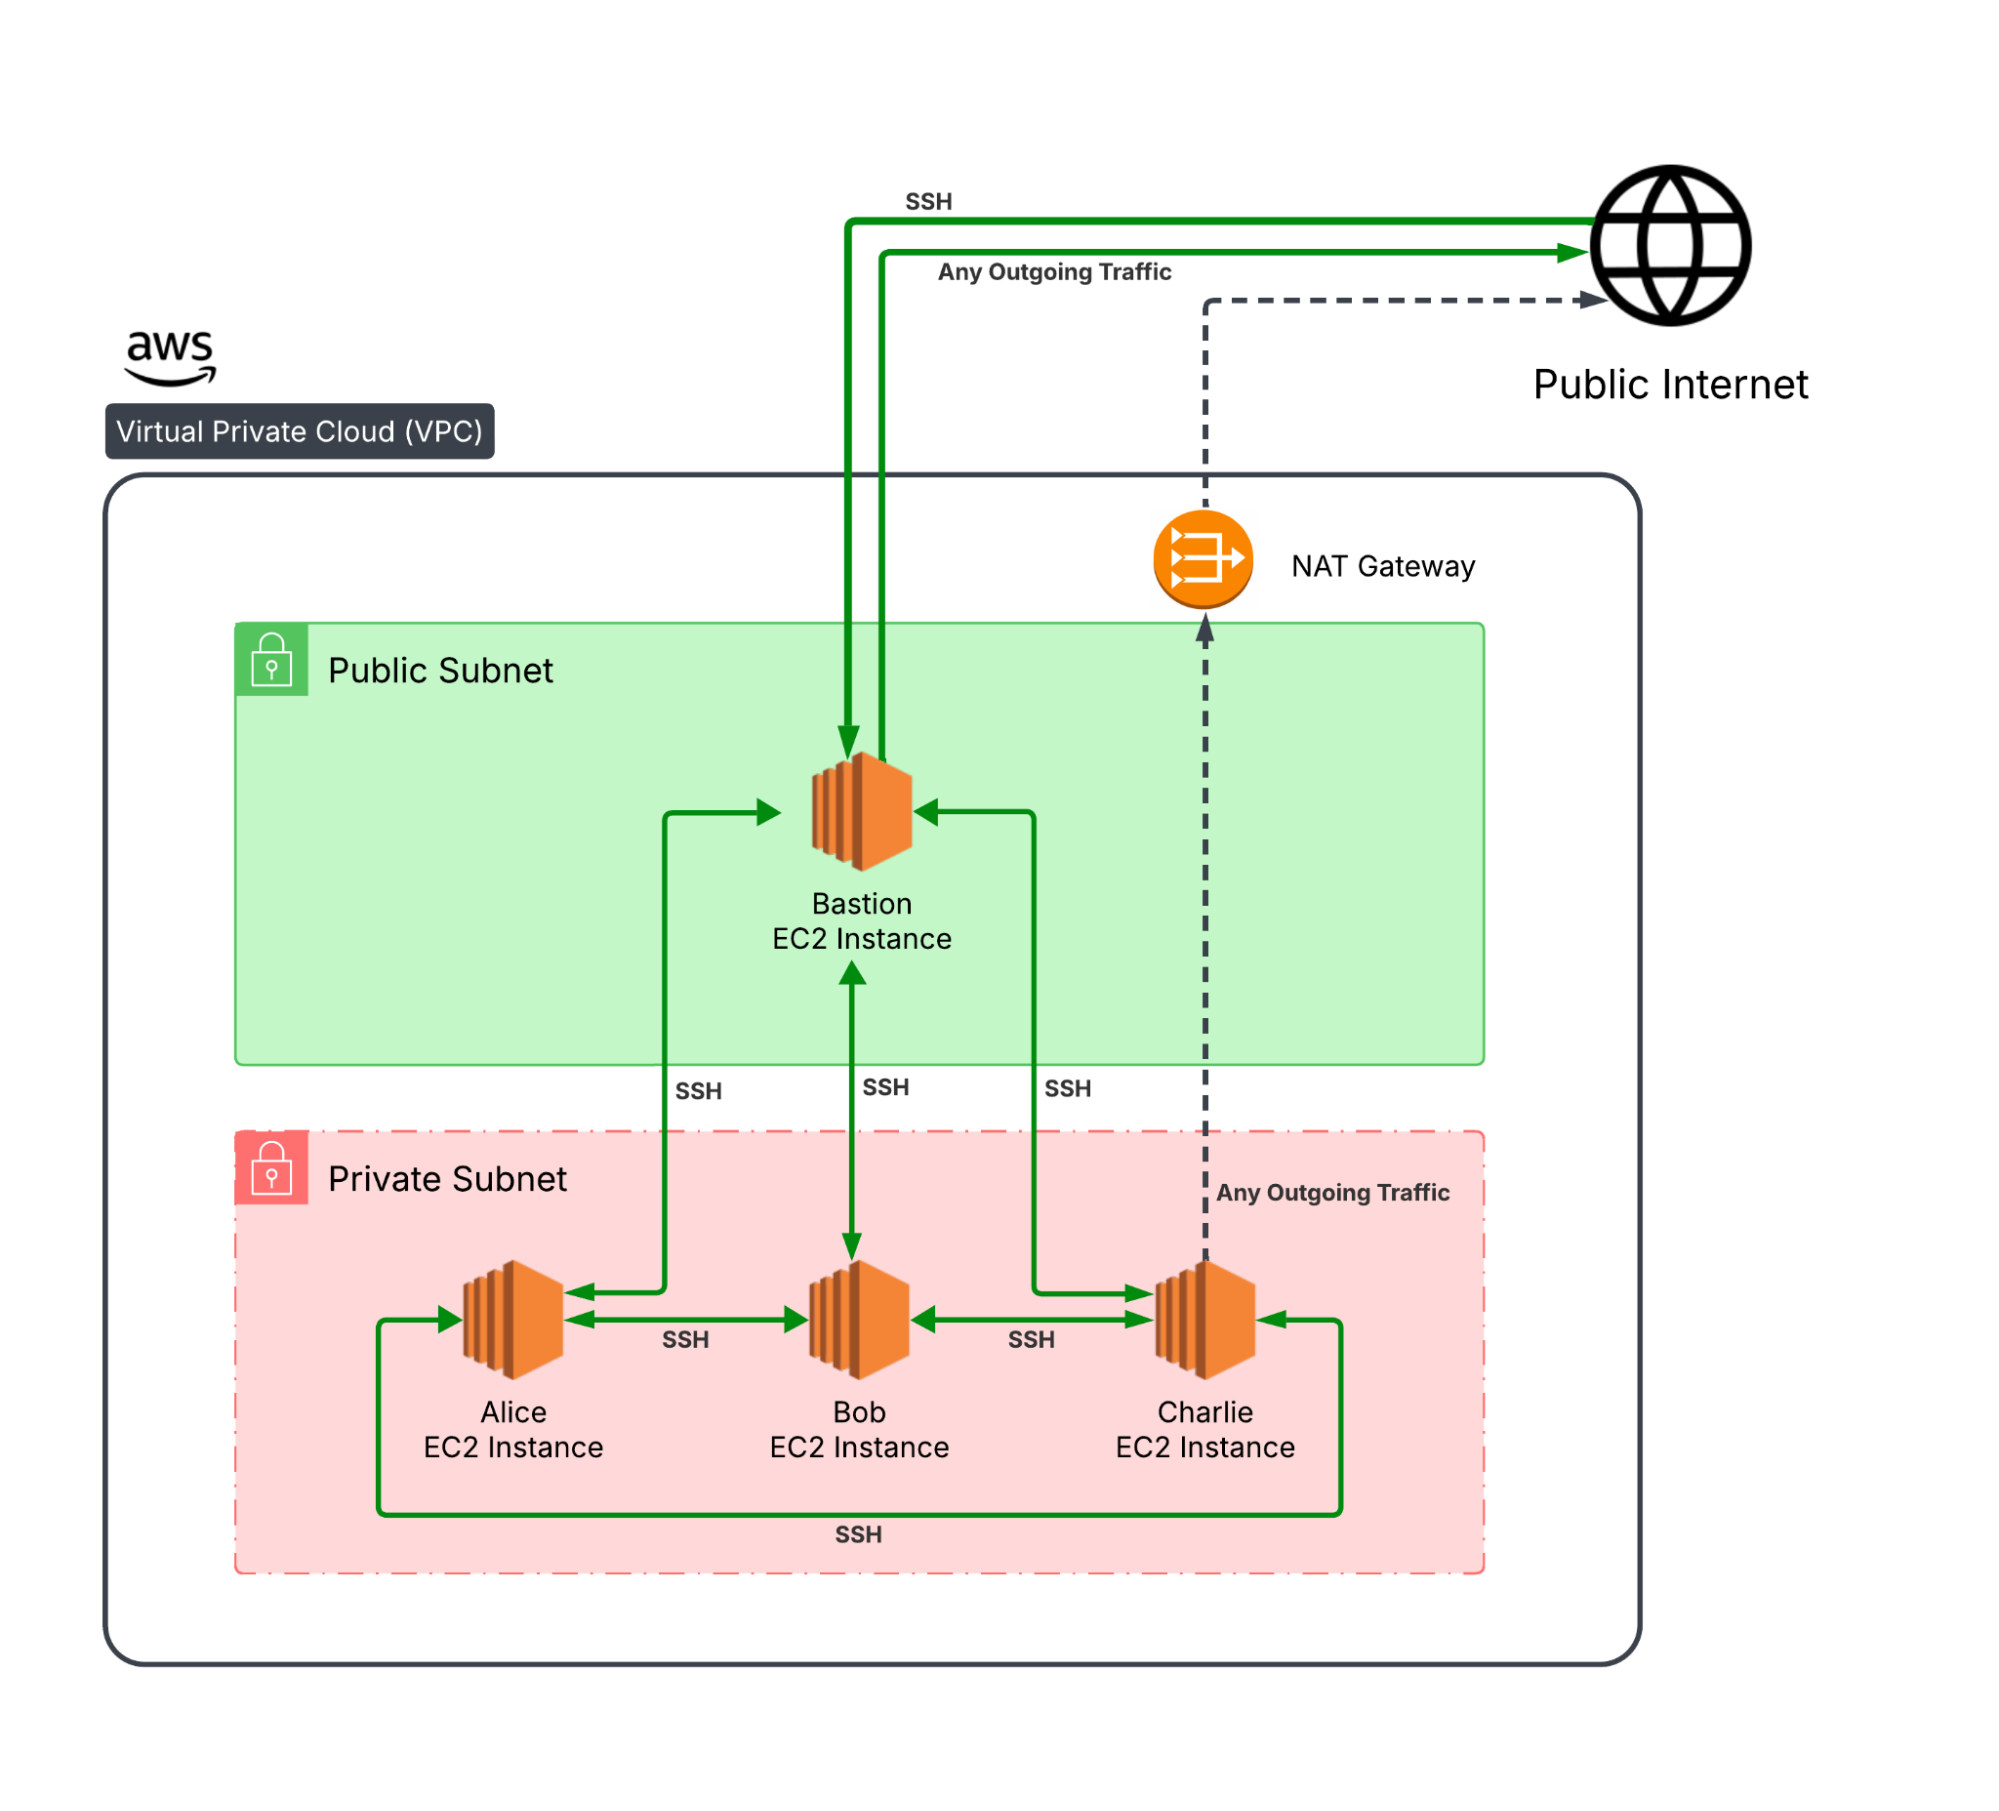 SSH
Any Outgoing Traffic
Public Internet
aws
Virtual Private Cloud (VPC)
NAT Gateway
Public Subnet
Bastion
EC2 Instance
SSH
SSH
SSH
Private Subnet
Any Outgoing Traffic
SSH
SSH
Alice
EC2 Instance
Bob
EC2 Instance
Charlie
EC2 Instance
SSH